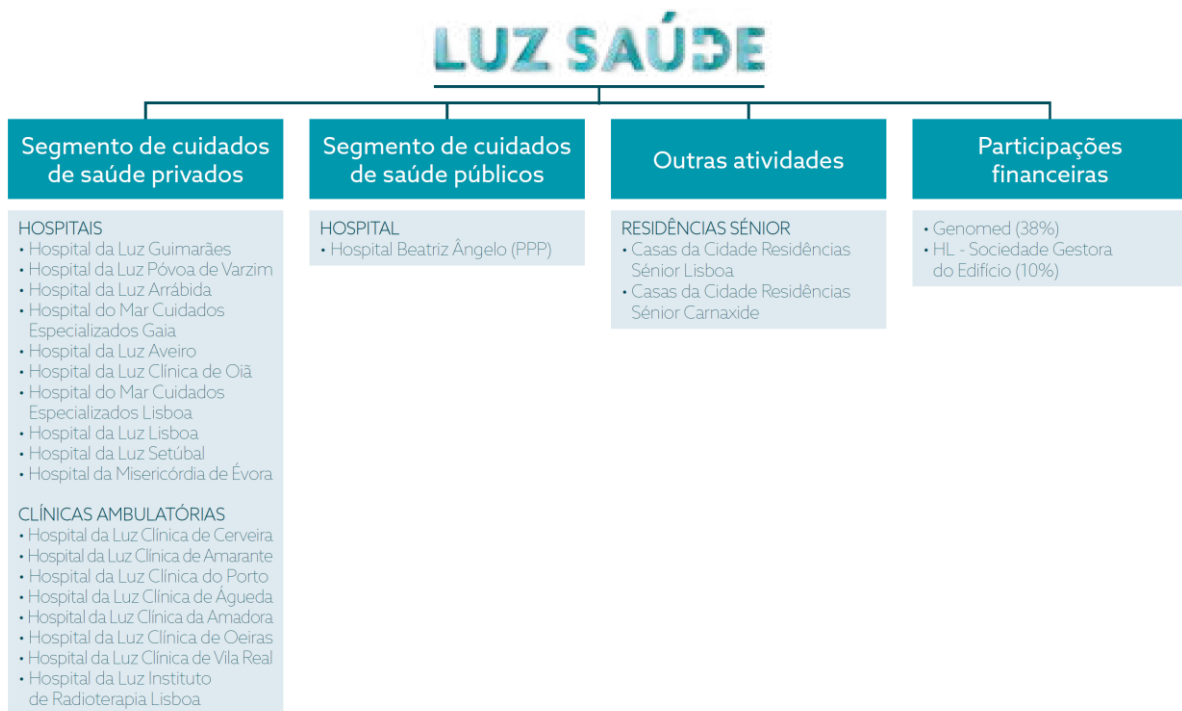 LUZ SAÚDE
Segmento de cuidados
de saúde privados
HOSPITAIS
• Hospital da Luz Guimarães
• Hospital da Luz Póvoa de Varzim
• Hospital da Luz Arrábida
• Hospital do Mar Cuidados
Especializados Gaia
• Hospital da Luz Aveiro
• Hospital da Luz Clínica de Oiã
• Hospital do Mar Cuidados
Especializados Lisboa
• Hospital da Luz Lisboa
• Hospital da Luz Setúbal
• Hospital da Misericórdia de Évora
CLÍNICAS AMBULATÓRIAS
• Hospital da Luz Clínica de Cerveira
• Hospital da Luz Clínica de Amarante
• Hospital da Luz Clínica do Porto
• Hospital da Luz Clínica de Águeda
• Hospital da Luz Clínica da Amadora
• Hospital da Luz Clínica de Oeiras
• Hospital da Luz Clínica de Vila Real
• Hospital da Luz Instituto
de Radioterapia Lisboa
Segmento de cuidados
de saúde públicos
HOSPITAL
• Hospital Beatriz Ângelo (PPP)
Outras atividades
RESIDÊNCIAS SÉNIOR
• Casas da Cidade Residências
Sénior Lisboa
• Casas da Cidade Residências
Sénior Carnaxide
Participações
financeiras
• Genomed (38%)
• HL - Sociedade Gestora
do Edifício (10%)